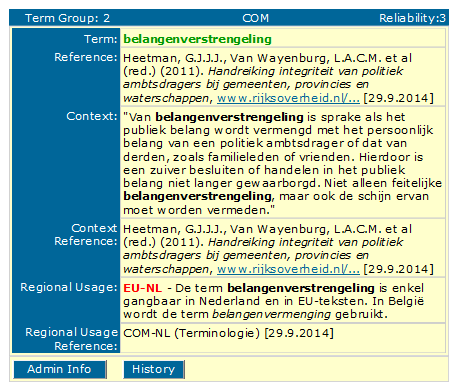 Term Group: 2 COM Reliability:3
Term: belangenverstrengeling
Reference: Heetman, G.J.J.J., Van Wayenburg, L.A.C.M. et al
(red.) (2011). Handreiking integriteit van politiek
ambtsdragers bij gemeenten, provincies en
waterschappen, www.rijksoverheid.nl/... [29.9.2014]
Context: "Van belangenverstrengeling is sprake als het
publiek belang wordt vermengd met het persoonlijk
belang van een politiek ambtsdrager of dat van
derden, zoals familieleden of vrienden. Hierdoor is
een zuiver besluiten of handelen in het publiek
belang niet langer gewaarborgd. Niet alleen feitelijke
belangenverstrengeling, maar ook de schijn ervan
moet worden vermeden."
Context
Reference: Heetman, G.J.J.J., Van Wayenburg, L.A.C.M. et al
(red.) (2011). Handreiking integriteit van politiek
ambtsdragers bij gemeenten, provincies en
waterschappen, www.rijksoverheid.nl/... [29.9.2014]
Regional Usage: EU-NL - De term belangenverstrengeling is enkel
gangbaar in Nederland en in EU-teksten. In België
wordt de term belangenvermenging gebruikt.
Regional Usage
Reference: COM-NL (Terminologie) [29.9.2014]
Admin Info History